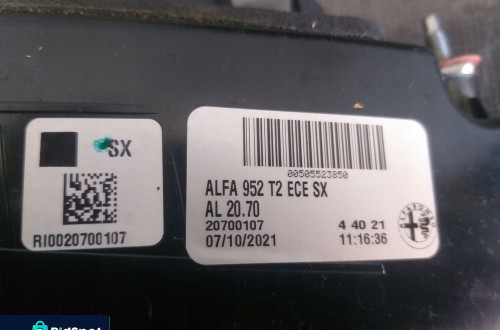 SX
RI0020700107
00505523850
ALFA 952 T2 ECE SX
AL 20.70
20700107
4 40 21
07/10/2021
11:16:36
BidSpot